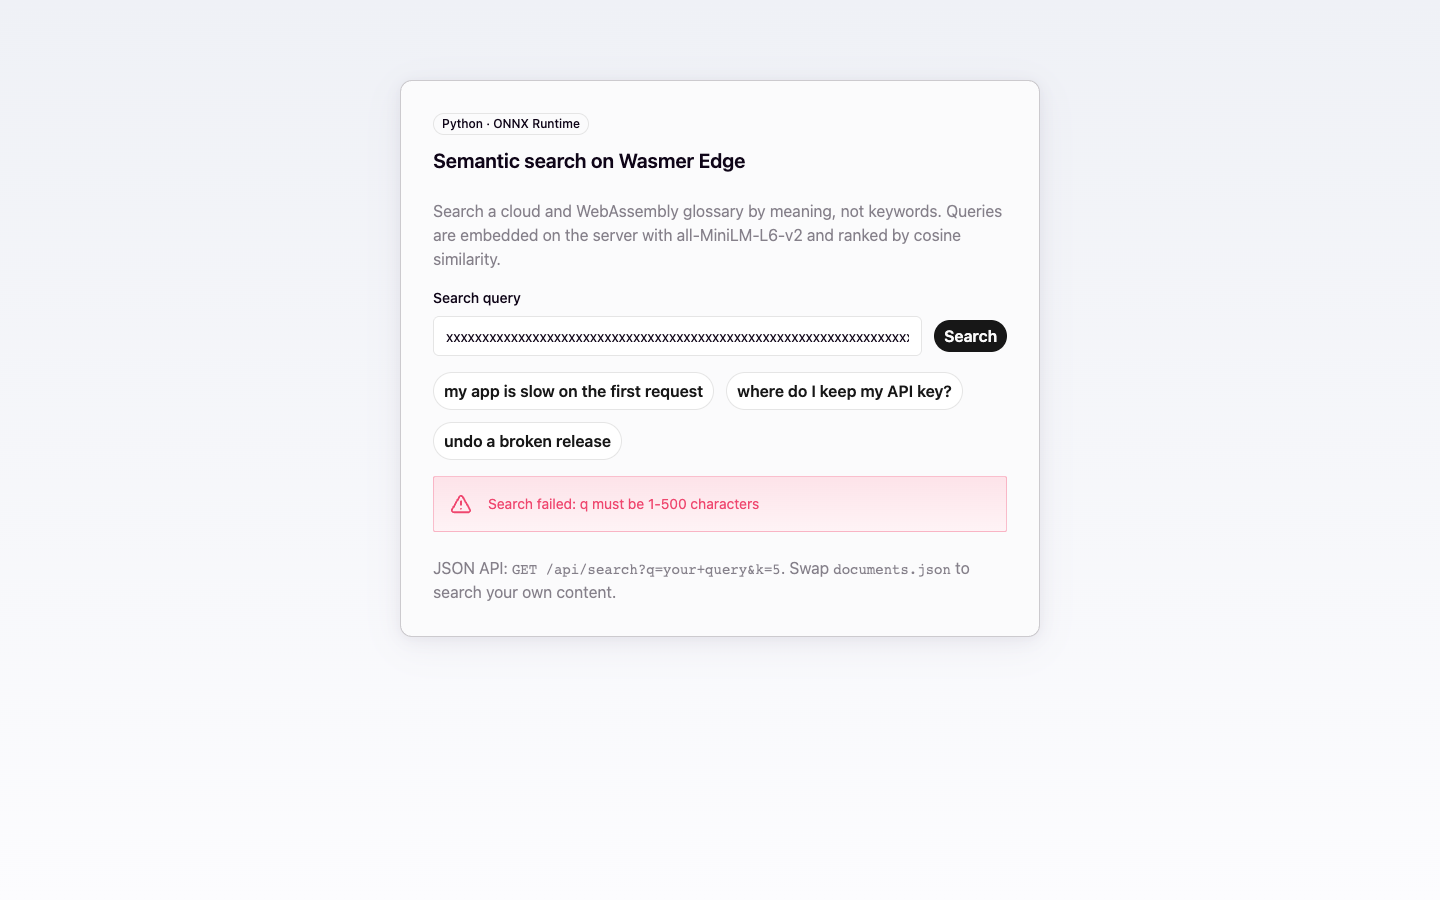 Python · ONNX Runtime
Semantic search on Wasmer Edge
Search a cloud and WebAssembly glossary by meaning, not keywords. Queries
are embedded on the server with all-MiniLM-L6-v2 and ranked by cosine
similarity.
Search query
xxxxxxxxxxxxxxxxxxxxxxxxxxxxxxxxxxxxxxxxxxxxxxxxxxxxxxxxxxxxxxxxxx
Search
my app is slow on the first request
where do I keep my API key?
undo a broken release
Search failed: q must be 1-500 characters
JSON API: GET /api/search?q=your+query&k=5. Swap documents.json to
search your own content.